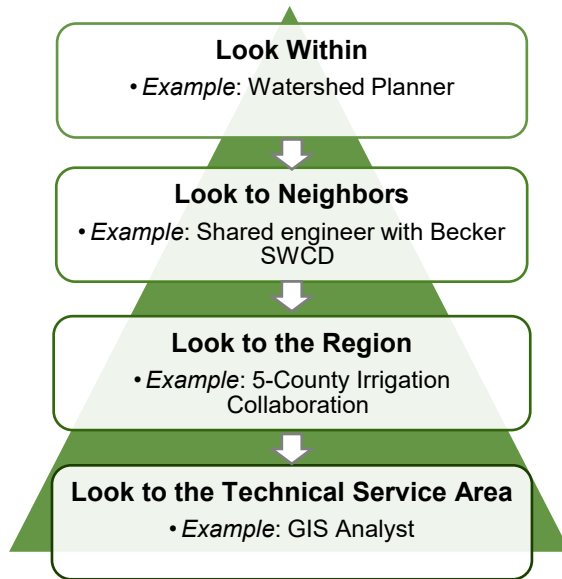 Look Within
• Example: Watershed Planner
Look to Neighbors
• Example: Shared engineer with Becker
SWCD
Look to the Region
• Example: 5-County Irrigation
Collaboration
Look to the Technical Service Area
• Example: GIS Analyst